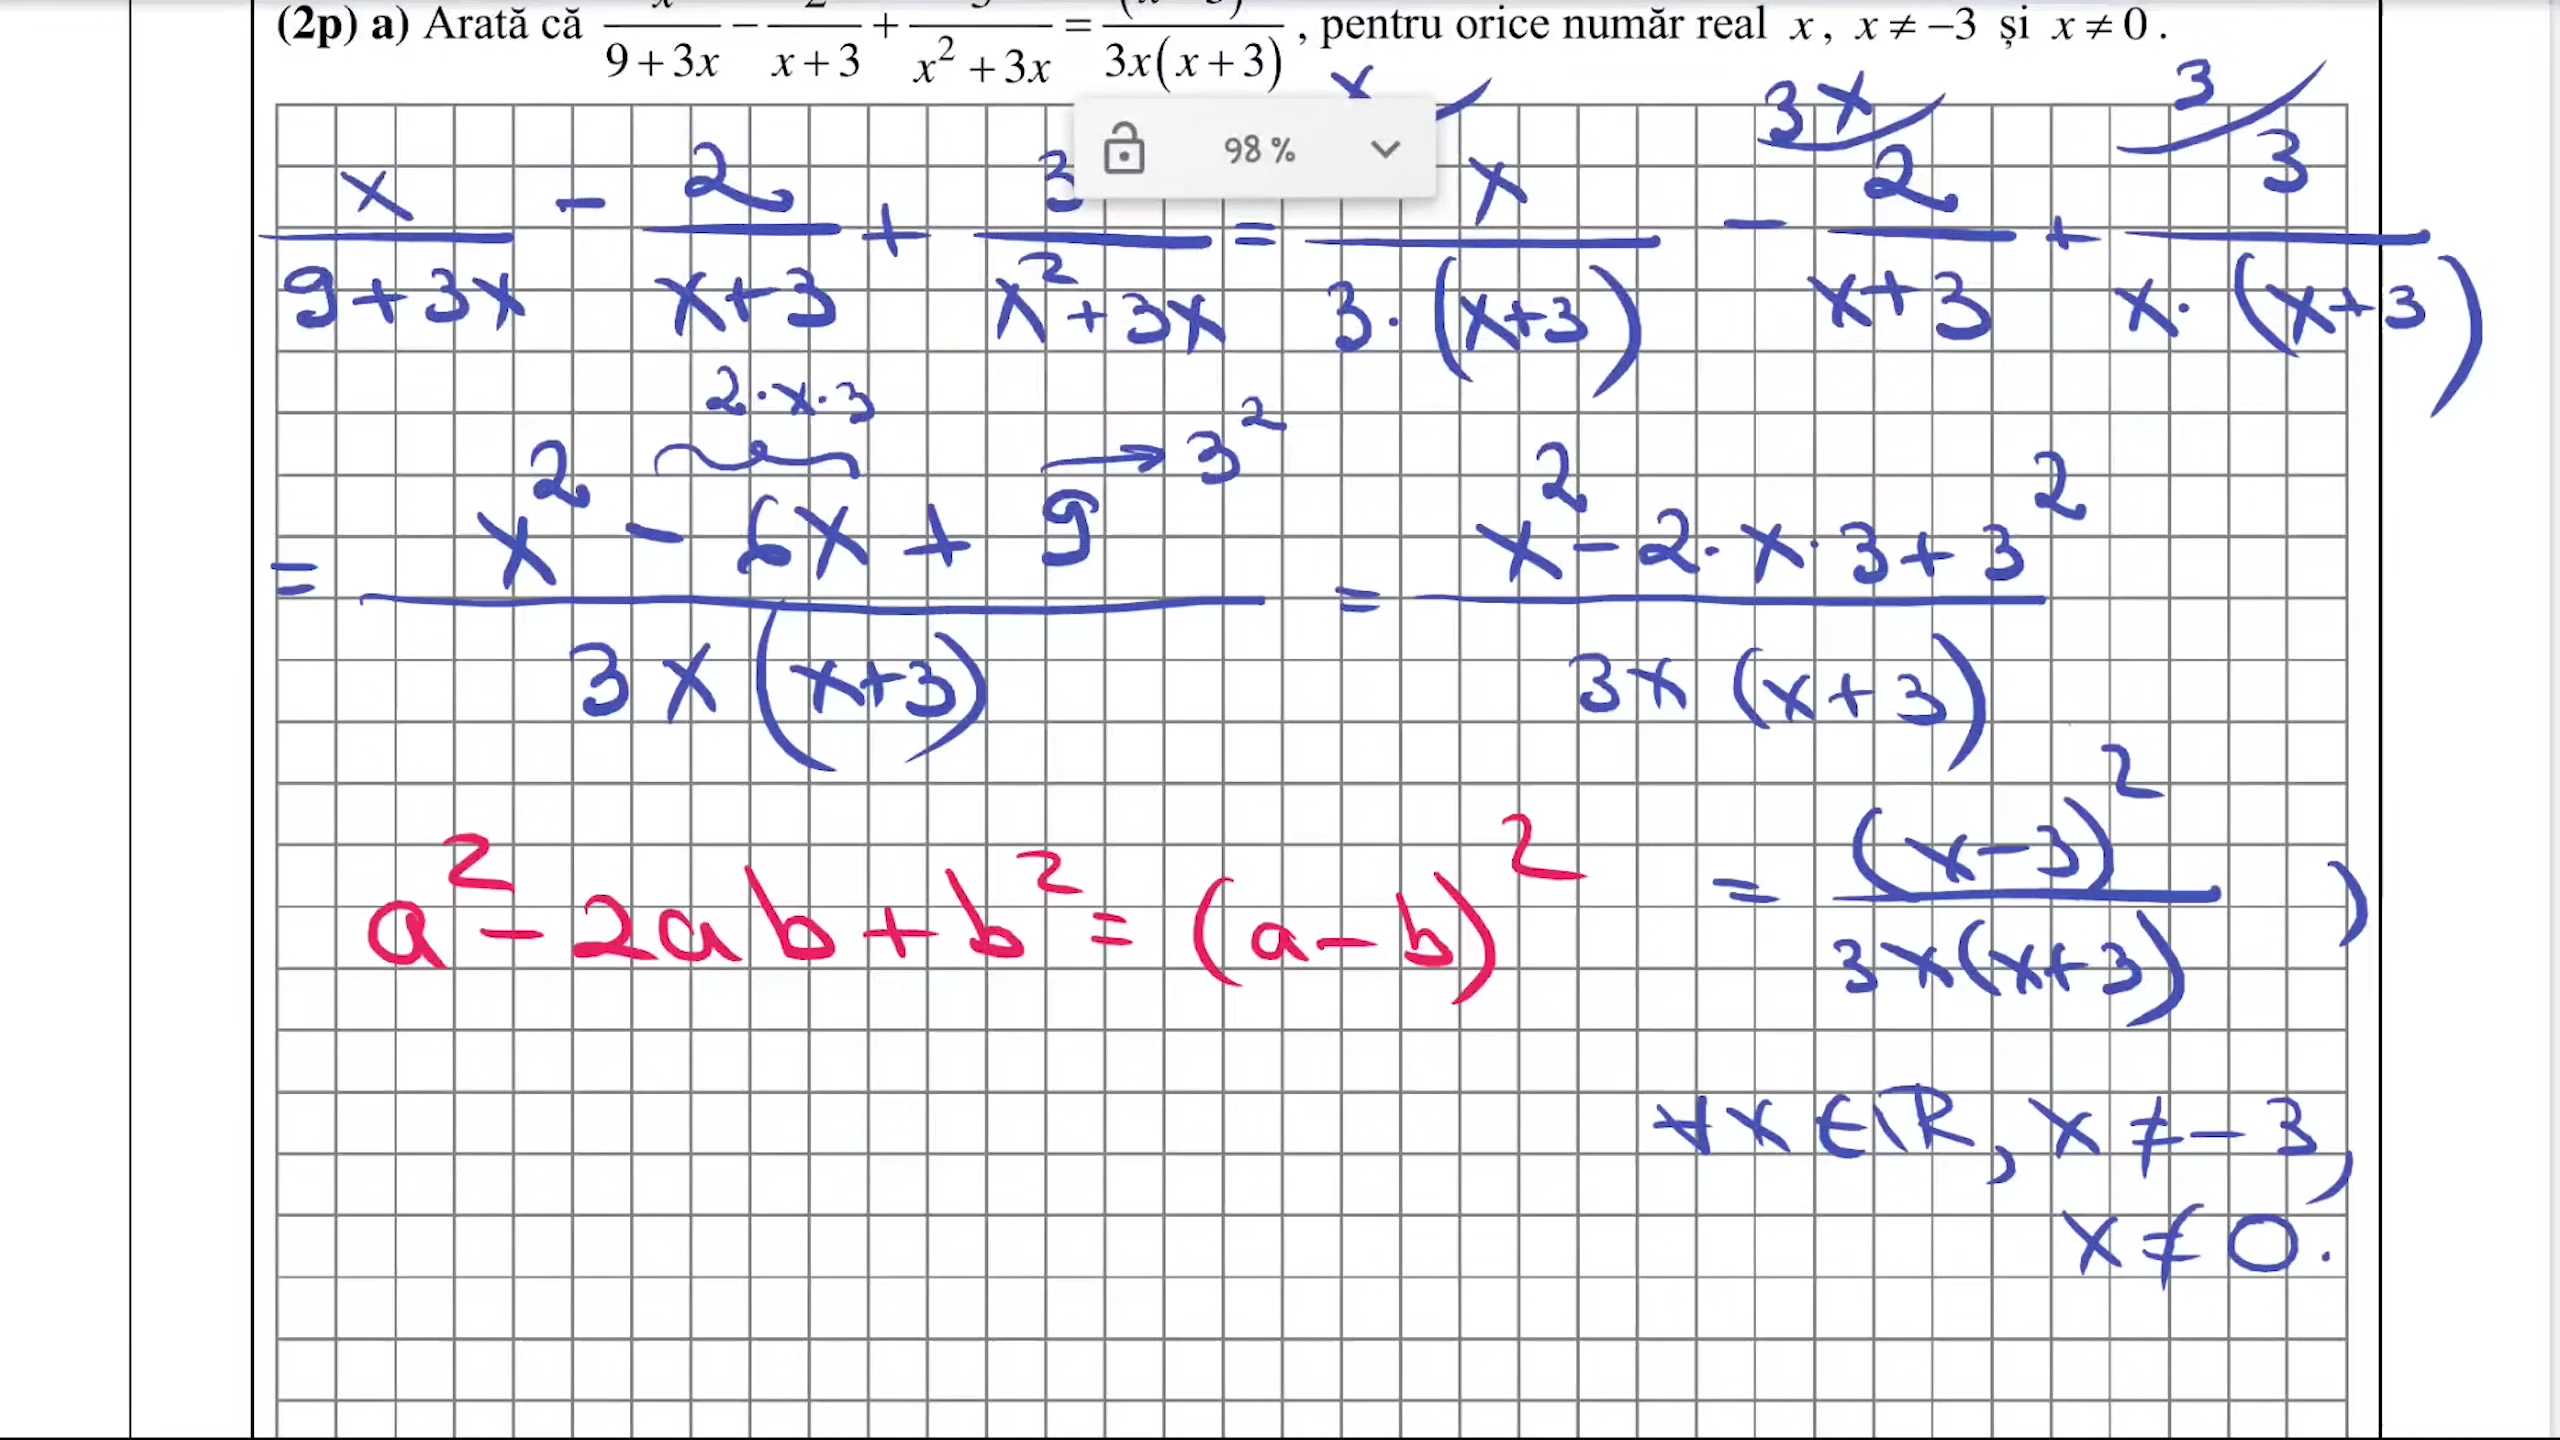 (2p) a) Arată că x/(9+3x) − 2/(x+3) + 3/(x²+3x) = (x−3)²/(3x(x+3)), pentru orice număr real x, x ≠ −3 și x ≠ 0.
98 %
x/(9+3x) − 2/(x+3) + 3/(x²+3x) = ˣ⁾x/(3·(x+3)) − ³ˣ⁾2/(x+3) + ³⁾3/(x·(x+3))
2·x·3
= (x² − 6x + 9)/(3x(x+3)) → 3² = (x² − 2·x·3 + 3²)/(3x(x+3))
a² − 2ab + b² = (a−b)² = (x−3)²/(3x(x+3)),
∀x∈ℝ, x ≠ −3,
x ≠ 0.